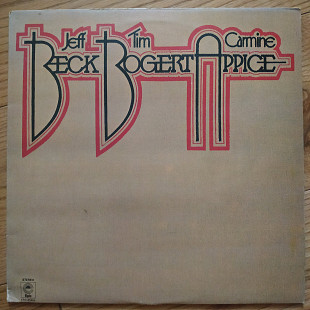 Jeff Tim Carmine
BECK BOGERT APPICE